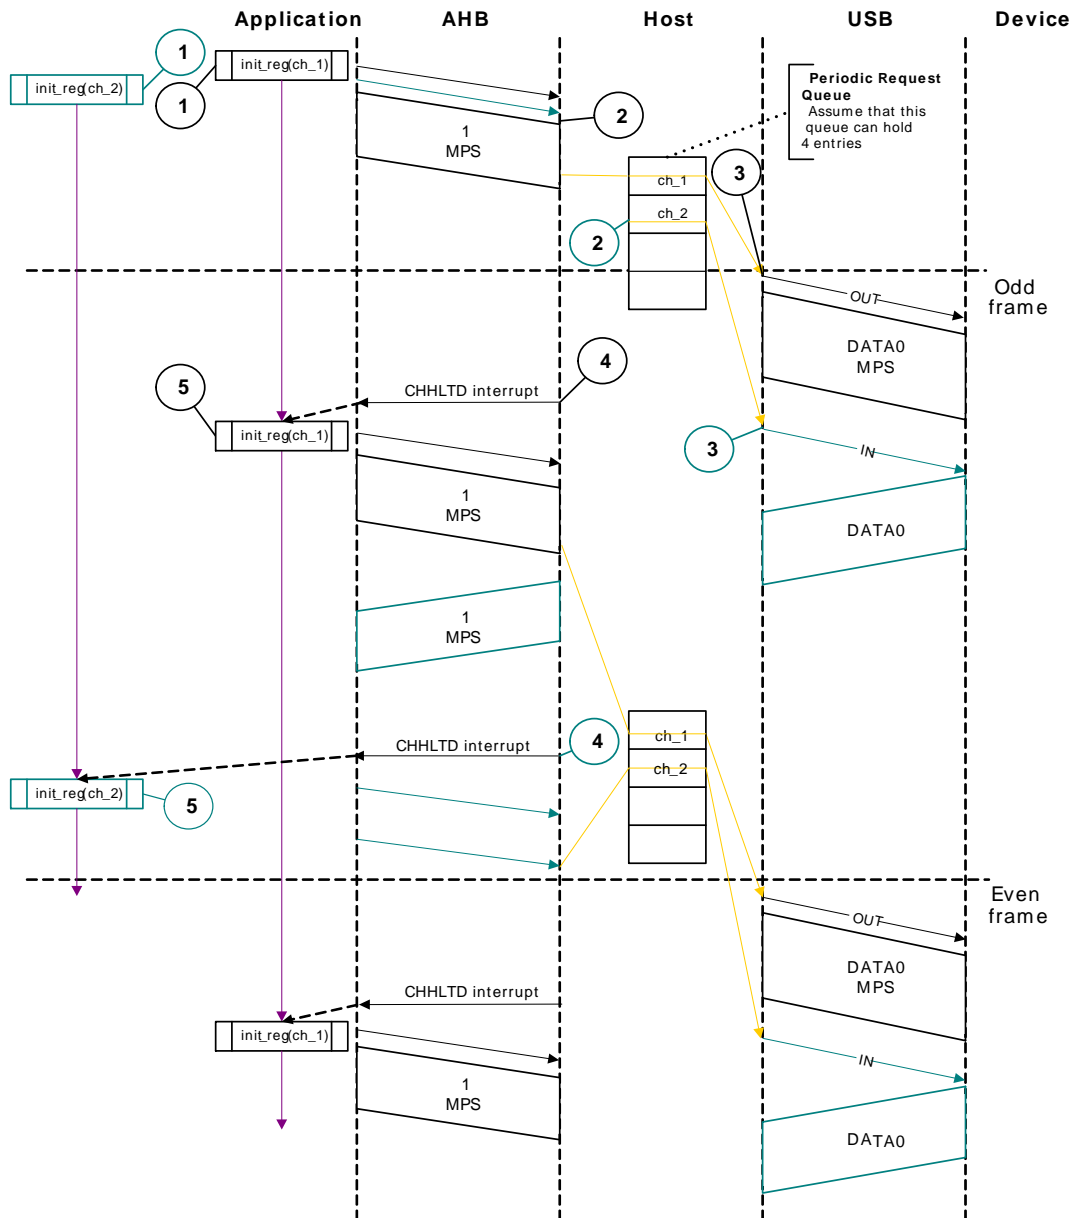 Application
AHB
Host
USB
Device
1
init_reg(ch_2)
init_reg(ch_1)
1
2
1
MPS
Periodic Request
Queue
Assume that this
queue can hold
4 entries
3
ch_1
ch_2
2
Odd
frame
OUT
DATA0
MPS
4
5
CHHLTD interrupt
init_reg(ch_1)
3
IN
1
MPS
DATA0
1
MPS
ch_1
4
CHHLTD interrupt
ch_2
init_reg(ch_2)
5
Even
frame
OUT
DATA0
MPS
CHHLTD interrupt
init_reg(ch_1)
IN
1
MPS
DATA0